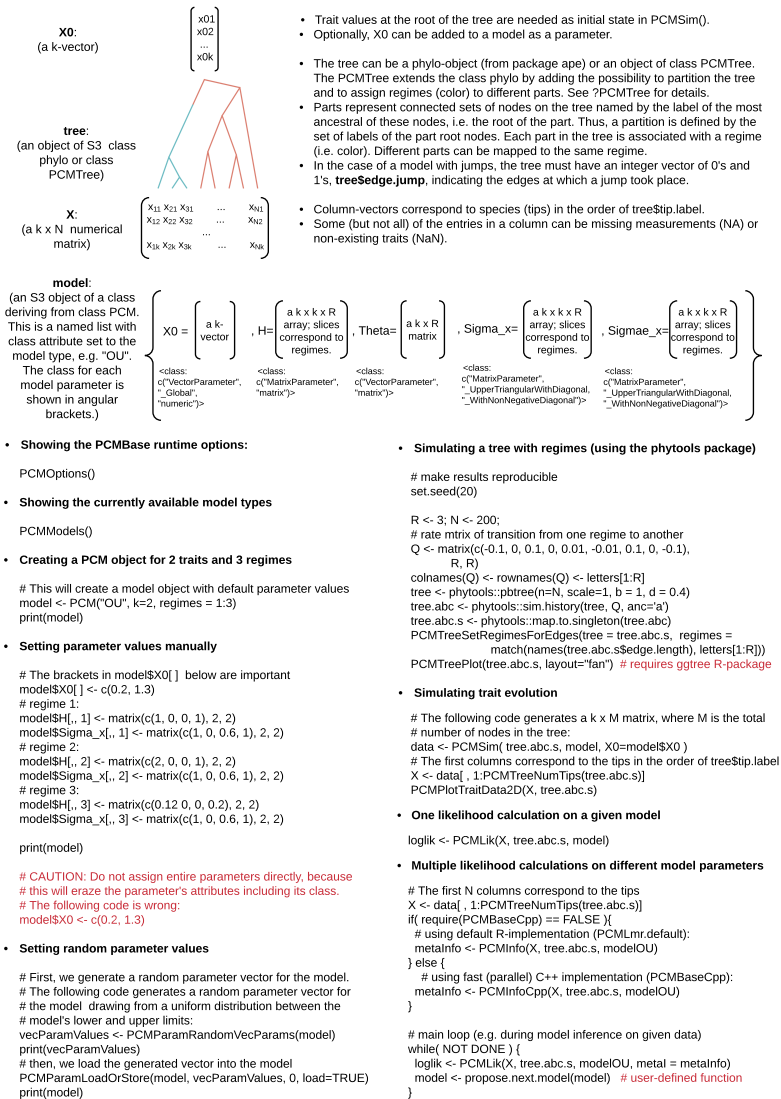 X0:
(a k-vector)
x01
x02
...
x0k
• Trait values at the root of the tree are needed as initial state in PCMSim().
• Optionally, X0 can be added to a model as a parameter.
tree:
(an object of S3 class
phylo or class
PCMTree)
• The tree can be a phylo-object (from package ape) or an object of class PCMTree.
The PCMTree extends the class phylo by adding the possibility to partition the tree
and to assign regimes (color) to different parts. See ?PCMTree for details.
• Parts represent connected sets of nodes on the tree named by the label of the most
ancestral of these nodes, i.e. the root of the part. Thus, a partition is defined by the
set of labels of the part root nodes. Each part in the tree is associated with a regime
(i.e. color). Different parts can be mapped to the same regime.
• In the case of a model with jumps, the tree must have an integer vector of 0's and
1's, tree$edge.jump, indicating the edges at which a jump took place.
X:
(a k x N numerical
matrix)
x11 x21 x31 ... xN1
x12 x22 x32 ... xN2
...
x1k x2k x3k ... xNk
• Column-vectors correspond to species (tips) in the order of tree$tip.label.
• Some (but not all) of the entries in a column can be missing measurements (NA) or
non-existing traits (NaN).
model:
(an S3 object of a class
deriving from class PCM.
This is a named list with
class attribute set to the
model type, e.g. "OU".
The class for each
model parameter is
shown in angular
brackets.)
X0 =
a k-
vector
<class:
c("VectorParameter",
"_Global",
"numeric")>
, H=
a k x k x R
array; slices
correspond to
regimes.
<class:
c("MatrixParameter",
"matrix")>
, Theta=
a k x R
matrix
<class:
c("VectorParameter",
"matrix")>
, Sigma_x=
a k x k x R
array; slices
correspond to
regimes.
<class:
c("MatrixParameter",
"_UpperTriangularWithDiagonal,
"_WithNonNegativeDiagonal")>
, Sigmae_x=
a k x k x R
array; slices
correspond to
regimes.
<class:
c("MatrixParameter",
"_UpperTriangularWithDiagonal,
"_WithNonNegativeDiagonal")>
• Showing the PCMBase runtime options:
PCMOptions()
• Showing the currently available model types
PCMModels()
• Creating a PCM object for 2 traits and 3 regimes
# This will create a model object with default parameter values
model <- PCM("OU", k=2, regimes = 1:3)
print(model)
• Setting parameter values manually
# The brackets in model$X0[ ] below are important
model$X0[ ] <- c(0.2, 1.3)
# regime 1:
model$H[,, 1] <- matrix(c(1, 0, 0, 1), 2, 2)
model$Sigma_x[,, 1] <- matrix(c(1, 0, 0.6, 1), 2, 2)
# regime 2:
model$H[,, 2] <- matrix(c(2, 0, 0, 1), 2, 2)
model$Sigma_x[,, 2] <- matrix(c(1, 0, 0.6, 1), 2, 2)
# regime 3:
model$H[,, 3] <- matrix(c(0.12 0, 0, 0.2), 2, 2)
model$Sigma_x[,, 3] <- matrix(c(1, 0, 0.6, 1), 2, 2)
print(model)
# CAUTION: Do not assign entire parameters directly, because
# this will eraze the parameter's attributes including its class.
# The following code is wrong:
model$X0 <- c(0.2, 1.3)
• Setting random parameter values
# First, we generate a random parameter vector for the model.
# The following code generates a random parameter vector for
# the model drawing from a uniform distribution between the
# model's lower and upper limits:
vecParamValues <- PCMParamRandomVecParams(model)
print(vecParamValues)
# then, we load the generated vector into the model
PCMParamLoadOrStore(model, vecParamValues, 0, load=TRUE)
print(model)
• Simulating a tree with regimes (using the phytools package)
# make results reproducible
set.seed(20)
R <- 3; N <- 200;
# rate mtrix of transition from one regime to another
Q <- matrix(c(-0.1, 0, 0.1, 0, 0.01, -0.01, 0.1, 0, -0.1),
R, R)
colnames(Q) <- rownames(Q) <- letters[1:R]
tree <- phytools::pbtree(n=N, scale=1, b = 1, d = 0.4)
tree.abc <- phytools::sim.history(tree, Q, anc='a')
tree.abc.s <- phytools::map.to.singleton(tree.abc)
PCMTreeSetRegimesForEdges(tree = tree.abc.s, regimes =
match(names(tree.abc.s$edge.length), letters[1:R]))
PCMTreePlot(tree.abc.s, layout="fan") # requires ggtree R-package
• Simulating trait evolution
# The following code generates a k x M matrix, where M is the total
# number of nodes in the tree:
data <- PCMSim( tree.abc.s, model, X0=model$X0 )
# The first columns correspond to the tips in the order of tree$tip.label
X <- data[ , 1:PCMTreeNumTips(tree.abc.s)]
PCMPlotTraitData2D(X, tree.abc.s)
• One likelihood calculation on a given model
loglik <- PCMLik(X, tree.abc.s, model)
• Multiple likelihood calculations on different model parameters
# The first N columns correspond to the tips
X <- data[ , 1:PCMTreeNumTips(tree.abc.s)]
if( require(PCMBaseCpp) == FALSE ){
# using default R-implementation (PCMLmr.default):
metaInfo <- PCMInfo(X, tree.abc.s, modelOU)
} else {
# using fast (parallel) C++ implementation (PCMBaseCpp):
metaInfo <- PCMInfoCpp(X, tree.abc.s, modelOU)
}
# main loop (e.g. during model inference on given data)
while( NOT DONE ) {
loglik <- PCMLik(X, tree.abc.s, modelOU, metaI = metaInfo)
model <- propose.next.model(model) # user-defined function
}